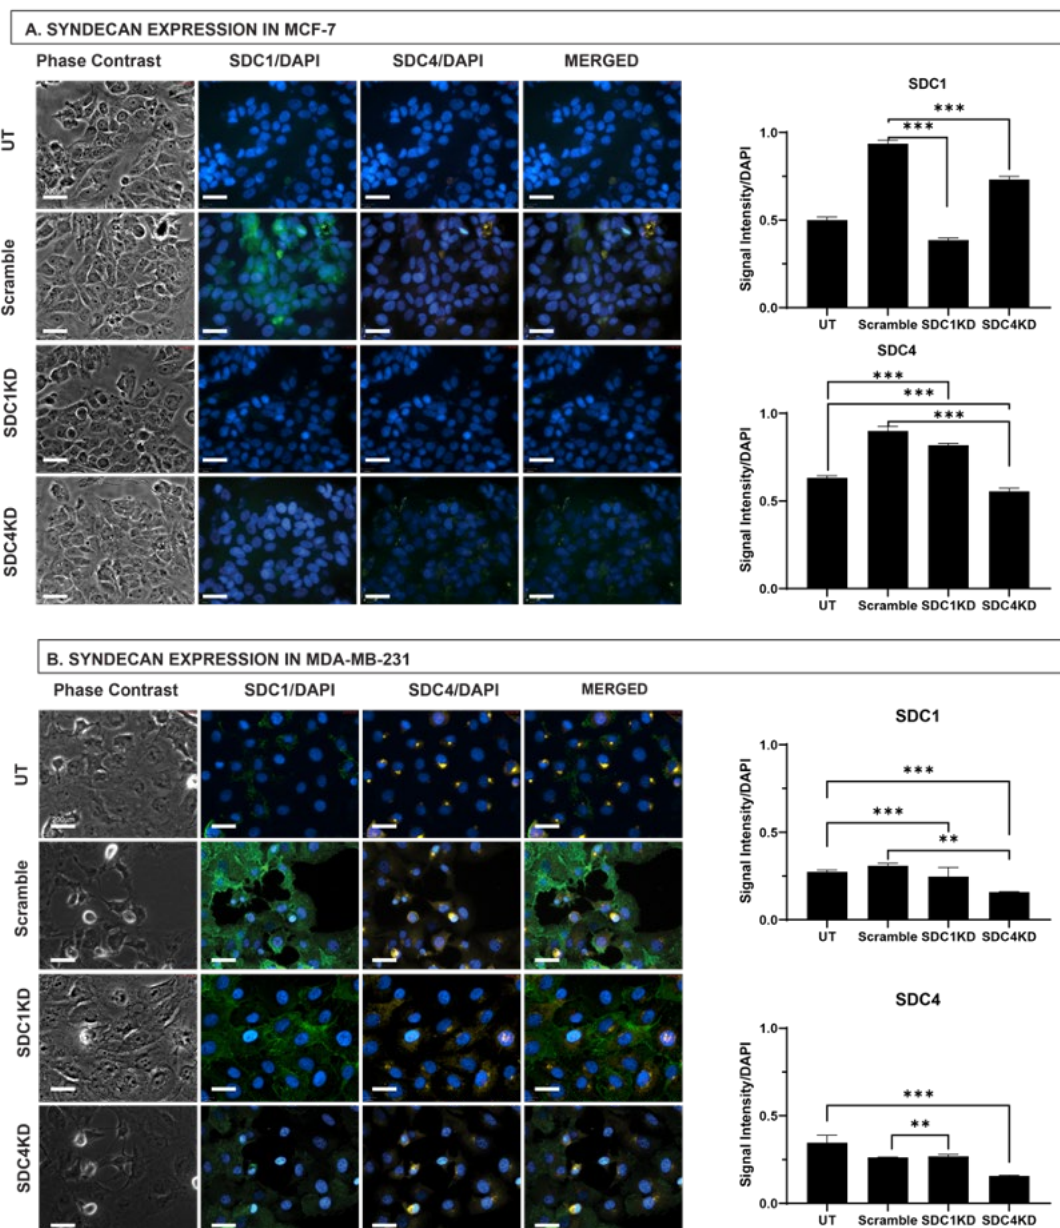 A. SYNDECAN EXPRESSION IN MCF-7
Phase Contrast SDC1/DAPI SDC4/DAPI MERGED
UT
Scramble
SDC1KD
SDC4KD
SDC1
***
***
Signal Intensity/DAPI
1.0
0.5
0.0
UT Scramble SDC1KD SDC4KD
SDC4
***
***
***
Signal Intensity/DAPI
1.0
0.5
0.0
UT Scramble SDC1KD SDC4KD
B. SYNDECAN EXPRESSION IN MDA-MB-231
Phase Contrast SDC1/DAPI SDC4/DAPI MERGED
UT
Scramble
SDC1KD
SDC4KD
SDC1
***
***
**
Signal Intensity/DAPI
1.0
0.5
0.0
UT Scramble SDC1KD SDC4KD
SDC4
***
**
Signal Intensity/DAPI
1.0
0.5
0.0
UT Scramble SDC1KD SDC4KD